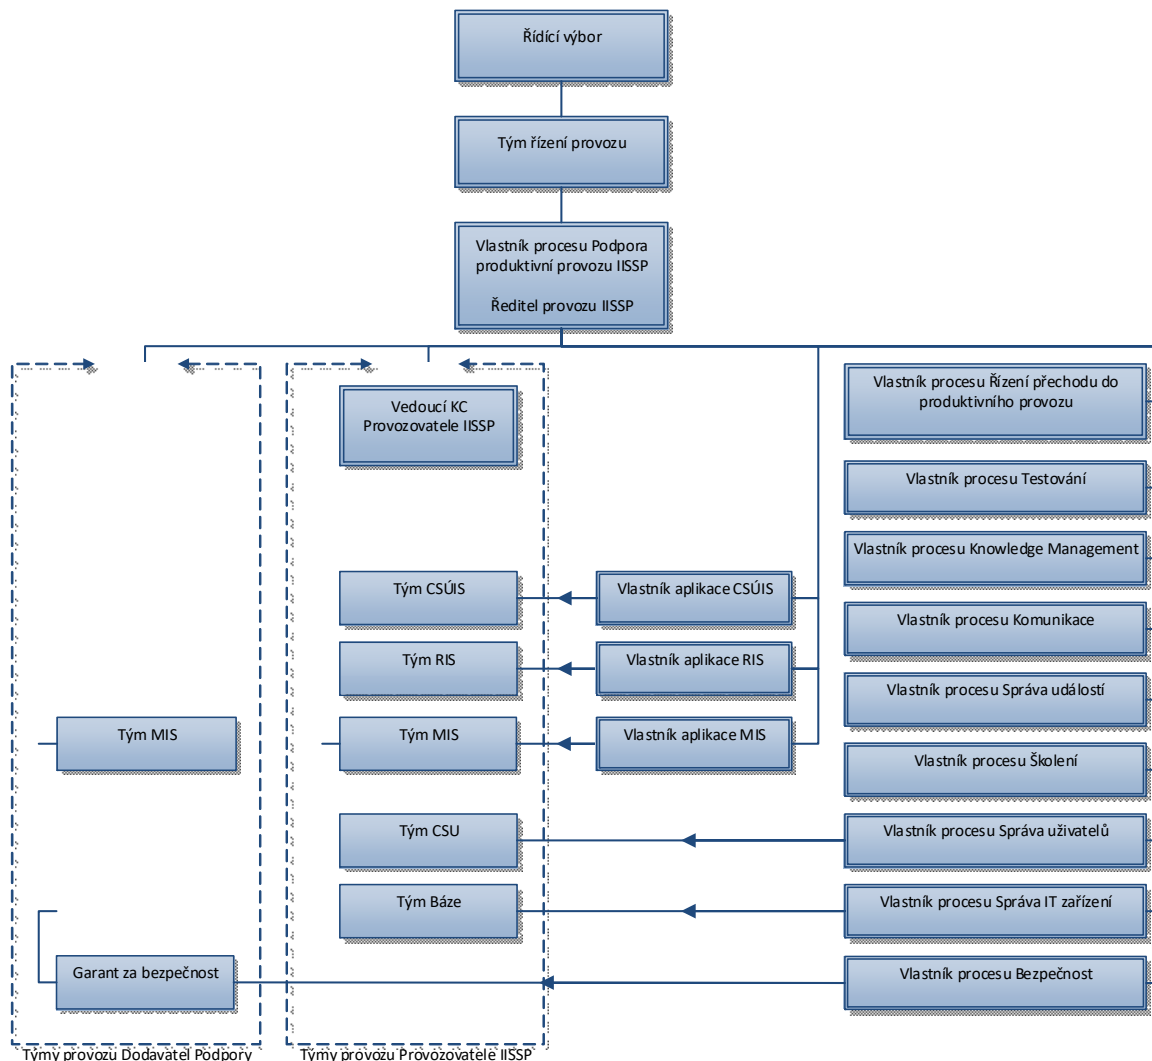 Řídící výbor
Tým řízení provozu
Vlastník procesu Podpora
produktivní provozu IISSP
Ředitel provozu IISSP
Vedoucí KC
Provozovatele IISSP
Vlastník procesu Řízení přechodu do
produktivního provozu
Vlastník procesu Testování
Vlastník procesu Knowledge Management
Tým CSÚIS
Vlastník aplikace CSÚIS
Vlastník procesu Komunikace
Tým RIS
Vlastník aplikace RIS
Vlastník procesu Správa událostí
Tým MIS
Tým MIS
Vlastník aplikace MIS
Vlastník procesu Školení
Tým CSU
Vlastník procesu Správa uživatelů
Tým Báze
Vlastník procesu Správa IT zařízení
Garant za bezpečnost
Vlastník procesu Bezpečnost
Týmy provozu Dodavatel Podpory
Týmy provozu Provozovatele IISSP